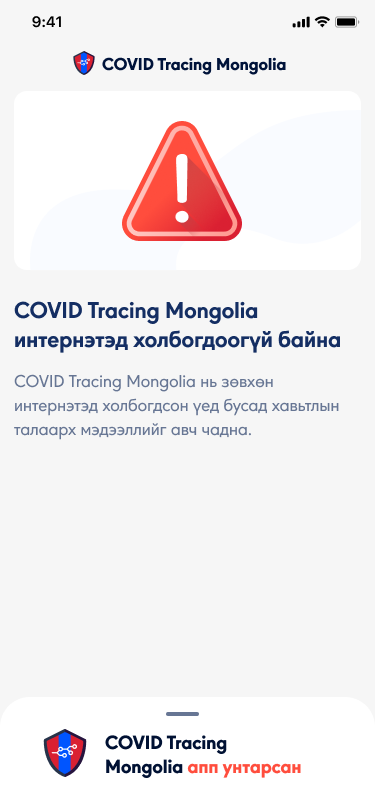 9:41
COVID Tracing Mongolia
COVID Tracing Mongolia
интернэтэд холбогдоогүй байна
COVID Tracing Mongolia нь зөвхөн
интернэтэд холбогдсон үед бусад хавьтлын
талаарх мэдээллийг авч чадна.
COVID Tracing
Mongolia апп унтарсан